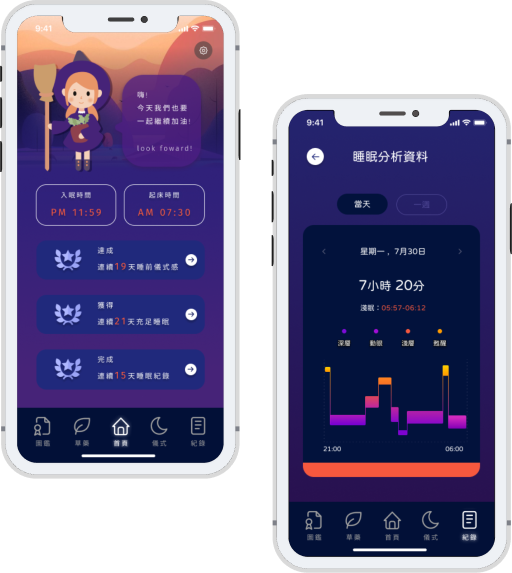 9:41
嗨!
今天我們也要
一起繼續加油!
look foward!
入眠時間
PM 11:59
起床時間
AM 07:30
達成
連續19天睡前儀式感
獲得
連續21天充足睡眠
完成
連續15天睡眠紀錄
圖鑑
草藥
首頁
儀式
紀錄
9:41
睡眠分析資料
當天
一週
星期一 , 7月30日
7小時 20分
淺眠：05:57-06:12
深層
動眼
淺層
甦醒
21:00
06:00
圖鑑
草藥
首頁
儀式
紀錄